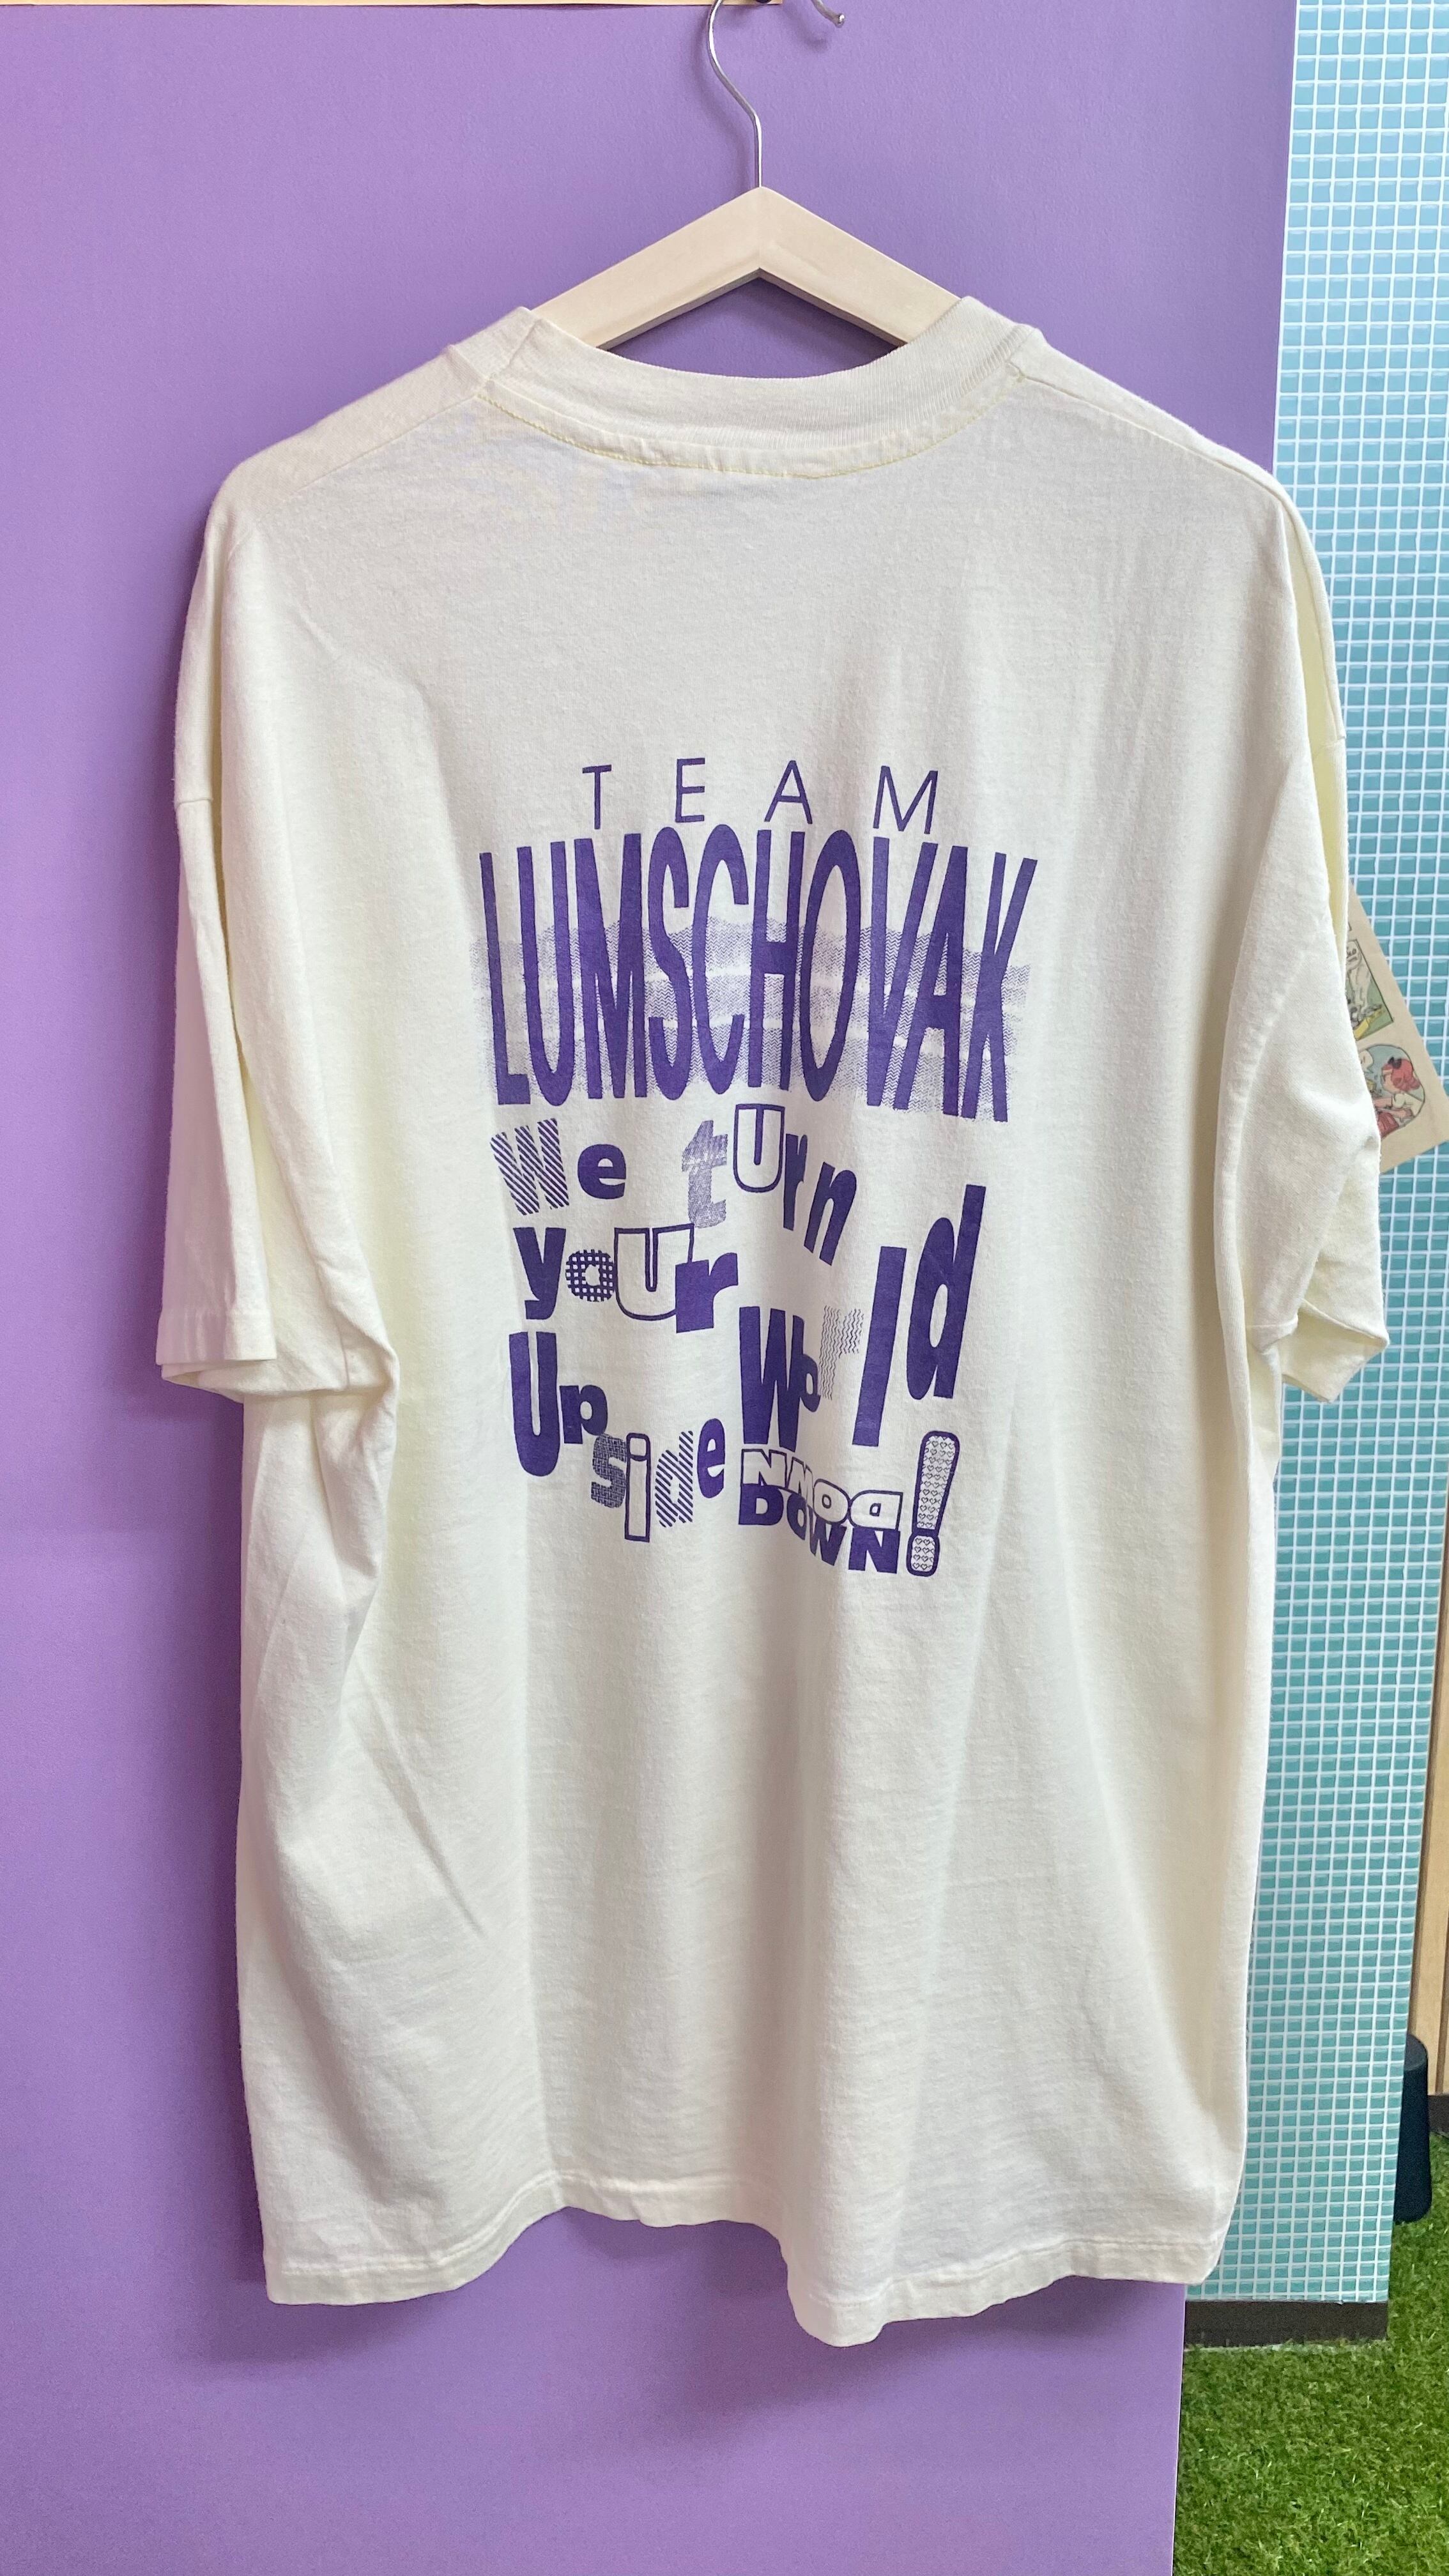 TEAM
LUMSCHOVAK
We tUrn
yoUr World
Upside DOWN
DOWN!